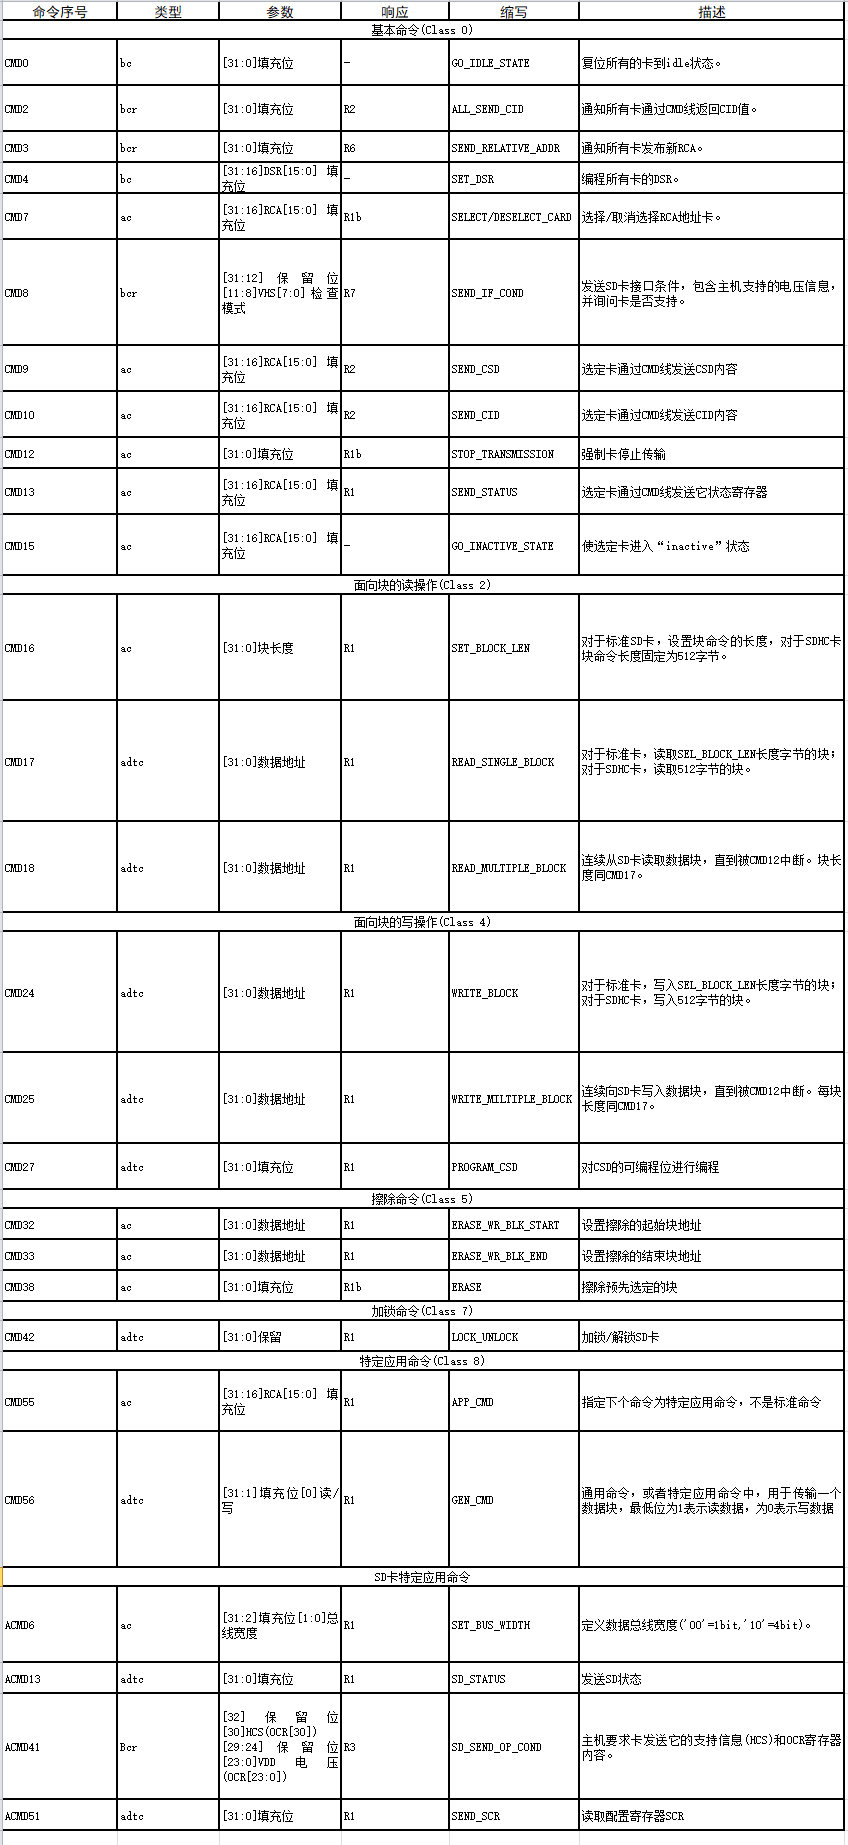 命令序号 类型 参数 响应 缩写 描述
基本命令(Class 0)
CMD0 bc [31:0]填充位 - GO_IDLE_STATE 复位所有的卡到idle状态。
CMD2 bcr [31:0]填充位 R2 ALL_SEND_CID 通知所有卡通过CMD线返回CID值。
CMD3 bcr [31:0]填充位 R6 SEND_RELATIVE_ADDR 通知所有卡发布新RCA。
CMD4 bc [31:16]DSR[15:0] 填 - SET_DSR 编程所有卡的DSR。
充位
CMD7 ac [31:16]RCA[15:0] 填 R1b SELECT/DESELECT_CARD 选择/取消选择RCA地址卡。
充位
CMD8 bcr [31:12] 保留位 R7 SEND_IF_COND 发送SD卡接口条件，包含主机支持的电压信息，
[11:8]VHS[7:0]检查 并询问卡是否支持。
模式
CMD9 ac [31:16]RCA[15:0] 填 R2 SEND_CSD 选定卡通过CMD线发送CSD内容
充位
CMD10 ac [31:16]RCA[15:0] 填 R2 SEND_CID 选定卡通过CMD线发送CID内容
充位
CMD12 ac [31:0]填充位 R1b STOP_TRANSMISSION 强制卡停止传输
CMD13 ac [31:16]RCA[15:0] 填 R1 SEND_STATUS 选定卡通过CMD线发送它状态寄存器
充位
CMD15 ac [31:16]RCA[15:0] 填 - GO_INACTIVE_STATE 使选定卡进入“inactive”状态
充位
面向块的读操作(Class 2)
CMD16 ac [31:0]块长度 R1 SET_BLOCK_LEN 对于标准SD卡，设置块命令的长度，对于SDHC卡
块命令长度固定为512字节。
CMD17 adtc [31:0]数据地址 R1 READ_SINGLE_BLOCK 对于标准卡，读取SEL_BLOCK_LEN长度字节的块；
对于SDHC卡，读取512字节的块。
CMD18 adtc [31:0]数据地址 R1 READ_MULTIPLE_BLOCK 连续从SD卡读取数据块，直到被CMD12中断。块长
度同CMD17。
面向块的写操作(Class 4)
CMD24 adtc [31:0]数据地址 R1 WRITE_BLOCK 对于标准卡，写入SEL_BLOCK_LEN长度字节的块；
对于SDHC卡，写入512字节的块。
CMD25 adtc [31:0]数据地址 R1 WRITE_MILTIPLE_BLOCK 连续向SD卡写入数据块，直到被CMD12中断。每块
长度同CMD17。
CMD27 adtc [31:0]填充位 R1 PROGRAM_CSD 对CSD的可编程位进行编程
擦除命令(Class 5)
CMD32 ac [31:0]数据地址 R1 ERASE_WR_BLK_START 设置擦除的起始块地址
CMD33 ac [31:0]数据地址 R1 ERASE_WR_BLK_END 设置擦除的结束块地址
CMD38 ac [31:0]填充位 R1b ERASE 擦除预先选定的块
加锁命令(Class 7)
CMD42 adtc [31:0]保留 R1 LOCK_UNLOCK 加锁/解锁SD卡
特定应用命令(Class 8)
CMD55 ac [31:16]RCA[15:0] 填 R1 APP_CMD 指定下个命令为特定应用命令，不是标准命令
充位
CMD56 adtc [31:1]填充位[0]读/ R1 GEN_CMD 通用命令，或者特定应用命令中，用于传输一个
写 数据块，最低位为1表示读数据，为0表示写数据
SD卡特定应用命令
ACMD6 ac [31:2]填充位[1:0]总 R1 SET_BUS_WIDTH 定义数据总线宽度('00'=1bit,'10'=4bit)。
线宽度
ACMD13 adtc [31:0]填充位 R1 SD_STATUS 发送SD状态
ACMD41 Bcr [32] 保留位 R3 SD_SEND_OP_COND 主机要求卡发送它的支持信息(HCS)和OCR寄存器
[30]HCS(OCR[30]) 内容。
[29:24] 保留位
[23:0]VDD 电压
(OCR[23:0])
ACMD51 adtc [31:0]填充位 R1 SEND_SCR 读取配置寄存器SCR